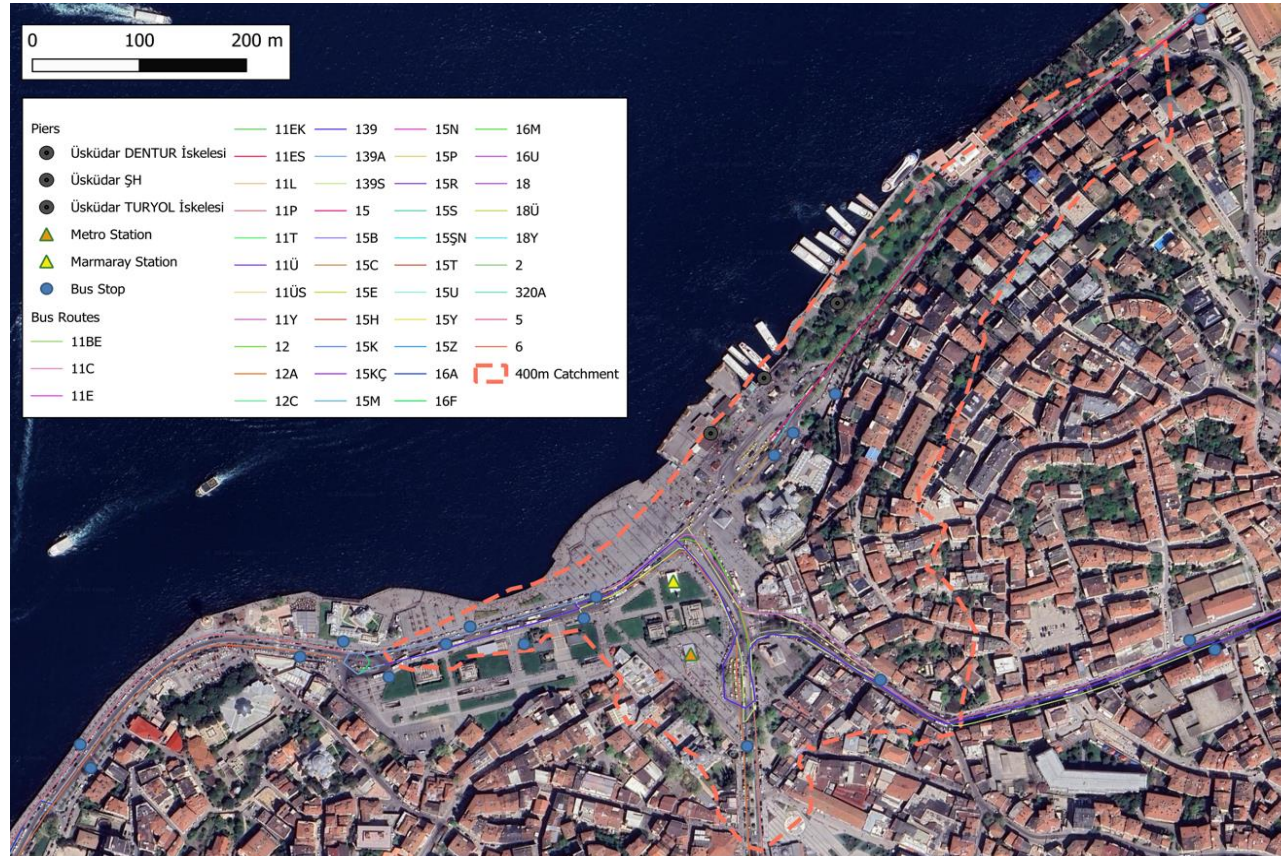 0 100 200 m
Piers
Üsküdar DENTUR İskelesi
Üsküdar ŞH
Üsküdar TURYOL İskelesi
Metro Station
Marmaray Station
Bus Stop
Bus Routes
11BE
11C
11E
11EK
11ES
11L
11P
11T
11Ü
11ÜS
11Y
12
12A
12C
139
139A
139S
15
15B
15C
15E
15H
15K
15KÇ
15M
15N
15P
15R
15S
15ŞN
15T
15U
15Y
15Z
16A
16F
16M
16U
18
18Ü
18Y
2
320A
5
6
400m Catchment